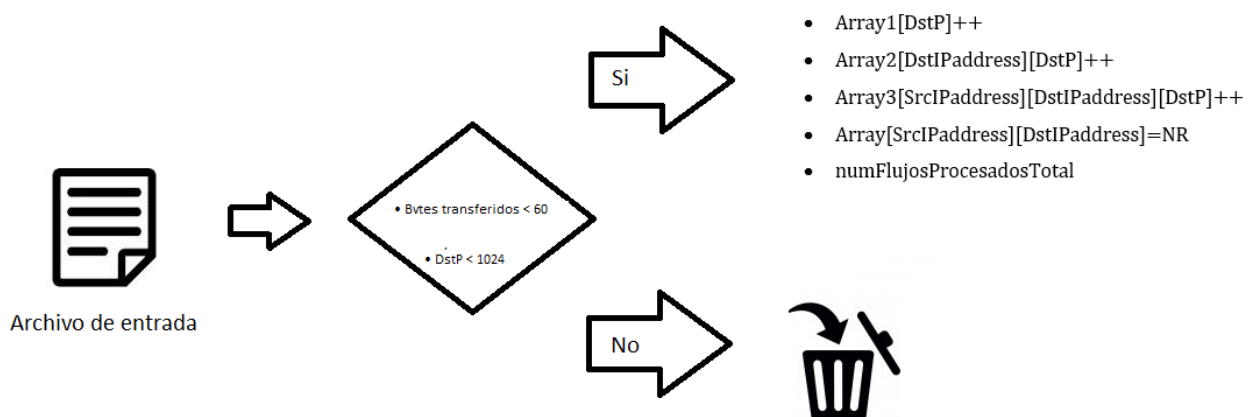 Archivo de entrada
• Bytes transferidos < 60
• DstP < 1024
Si
No
• Array1[DstP]++
• Array2[DstIPaddress][DstP]++
• Array3[SrcIPaddress][DstIPaddress][DstP]++
• Array[SrcIPaddress][DstIPaddress]=NR
• numFlujosProcesadosTotal